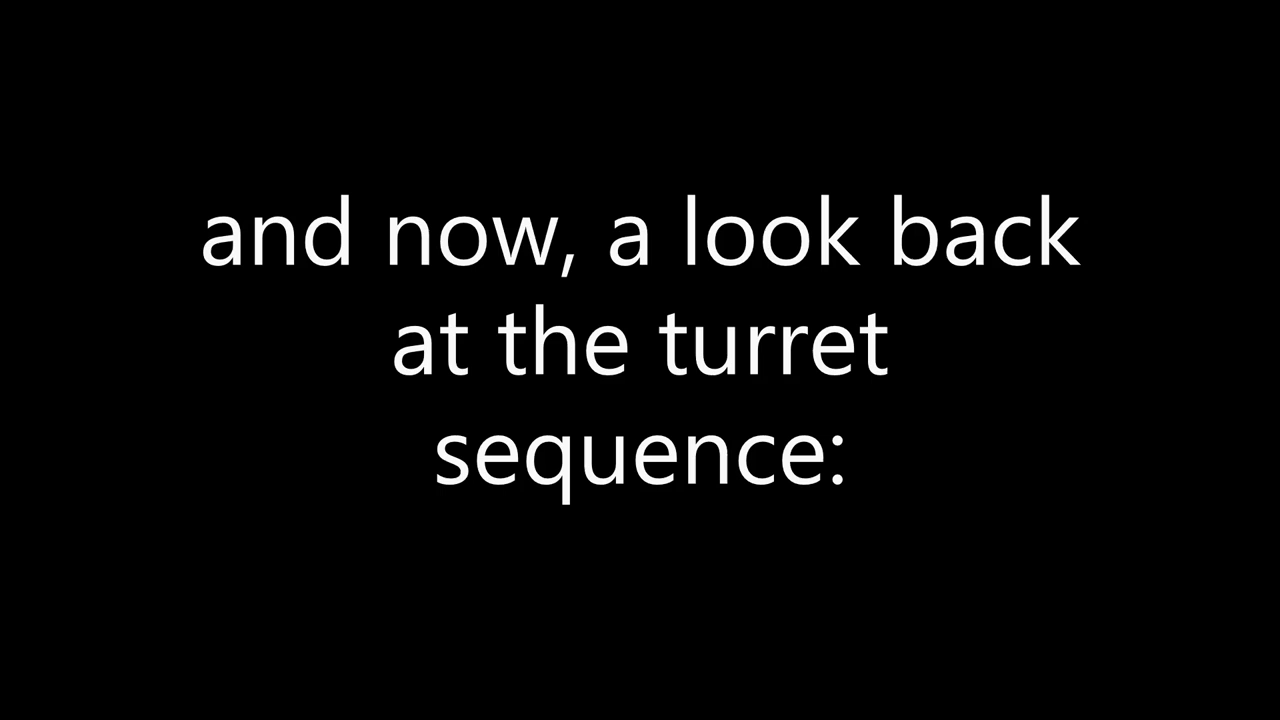 and now, a look back
at the turret
sequence: